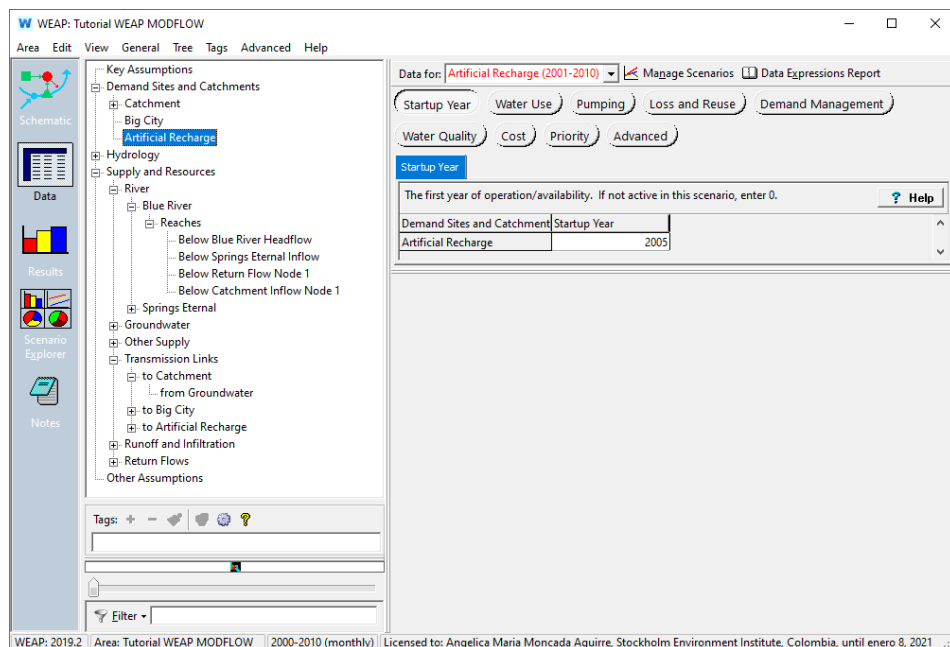 WEAP: Tutorial WEAP MODFLOW
Area Edit View General Tree Tags Advanced Help
Schematic
Data
Results
Scenario
Explorer
Notes
Key Assumptions
Demand Sites and Catchments
Catchment
Big City
Artificial Recharge
Hydrology
Supply and Resources
River
Blue River
Reaches
Below Blue River Headflow
Below Springs Eternal Inflow
Below Return Flow Node 1
Below Catchment Inflow Node 1
Springs Eternal
Groundwater
Other Supply
Transmission Links
to Catchment
from Groundwater
to Big City
to Artificial Recharge
Runoff and Infiltration
Return Flows
Other Assumptions
Tags:
Filter
Data for: Artificial Recharge (2001-2010) Manage Scenarios Data Expressions Report
Startup Year Water Use Pumping Loss and Reuse Demand Management
Water Quality Cost Priority Advanced
Startup Year
The first year of operation/availability. If not active in this scenario, enter 0. ? Help
Demand Sites and Catchment Startup Year
Artificial Recharge 2005
WEAP: 2019.2 Area: Tutorial WEAP MODFLOW 2000-2010 (monthly) Licensed to: Angelica Maria Moncada Aguirre, Stockholm Environment Institute, Colombia, until enero 8, 2021